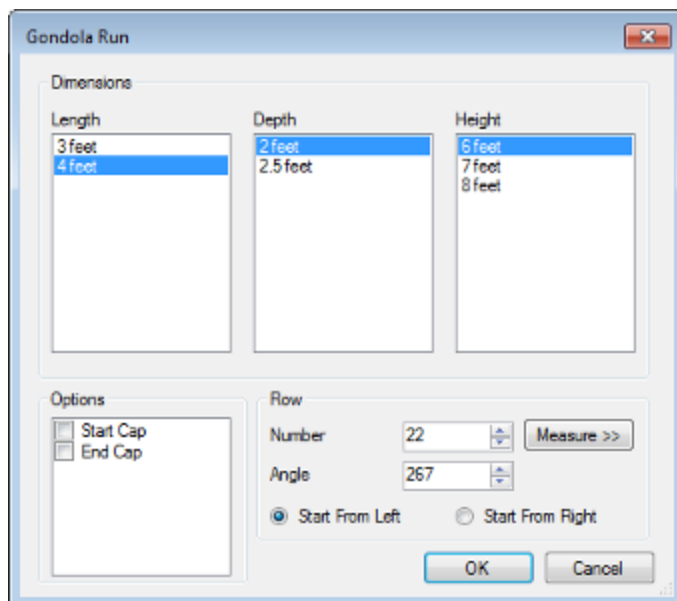 Gondola Run
Dimensions
Length Depth Height
3 feet 2 feet 6 feet
4 feet 2.5 feet 7 feet
8 feet
Options Row
Start Cap Number 22 Measure >>
End Cap Angle 267
Start From Left Start From Right
OK Cancel